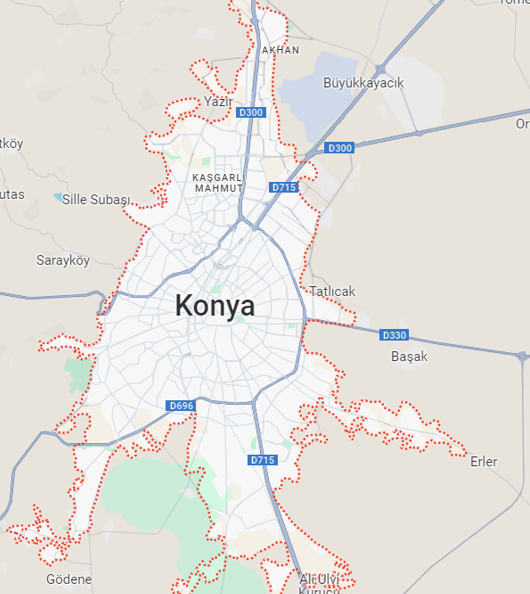 AKHAN
Büyükkayacık
Yazır
D300
D300
tköy
KAŞGARLI
MAHMUT
D715
utas
Sille Subaşı
Or
Sarayköy
Tatlıcak
Konya
D330
Başak
D696
D715
Erler
Gödene
Ali Ulvi
Kurucu